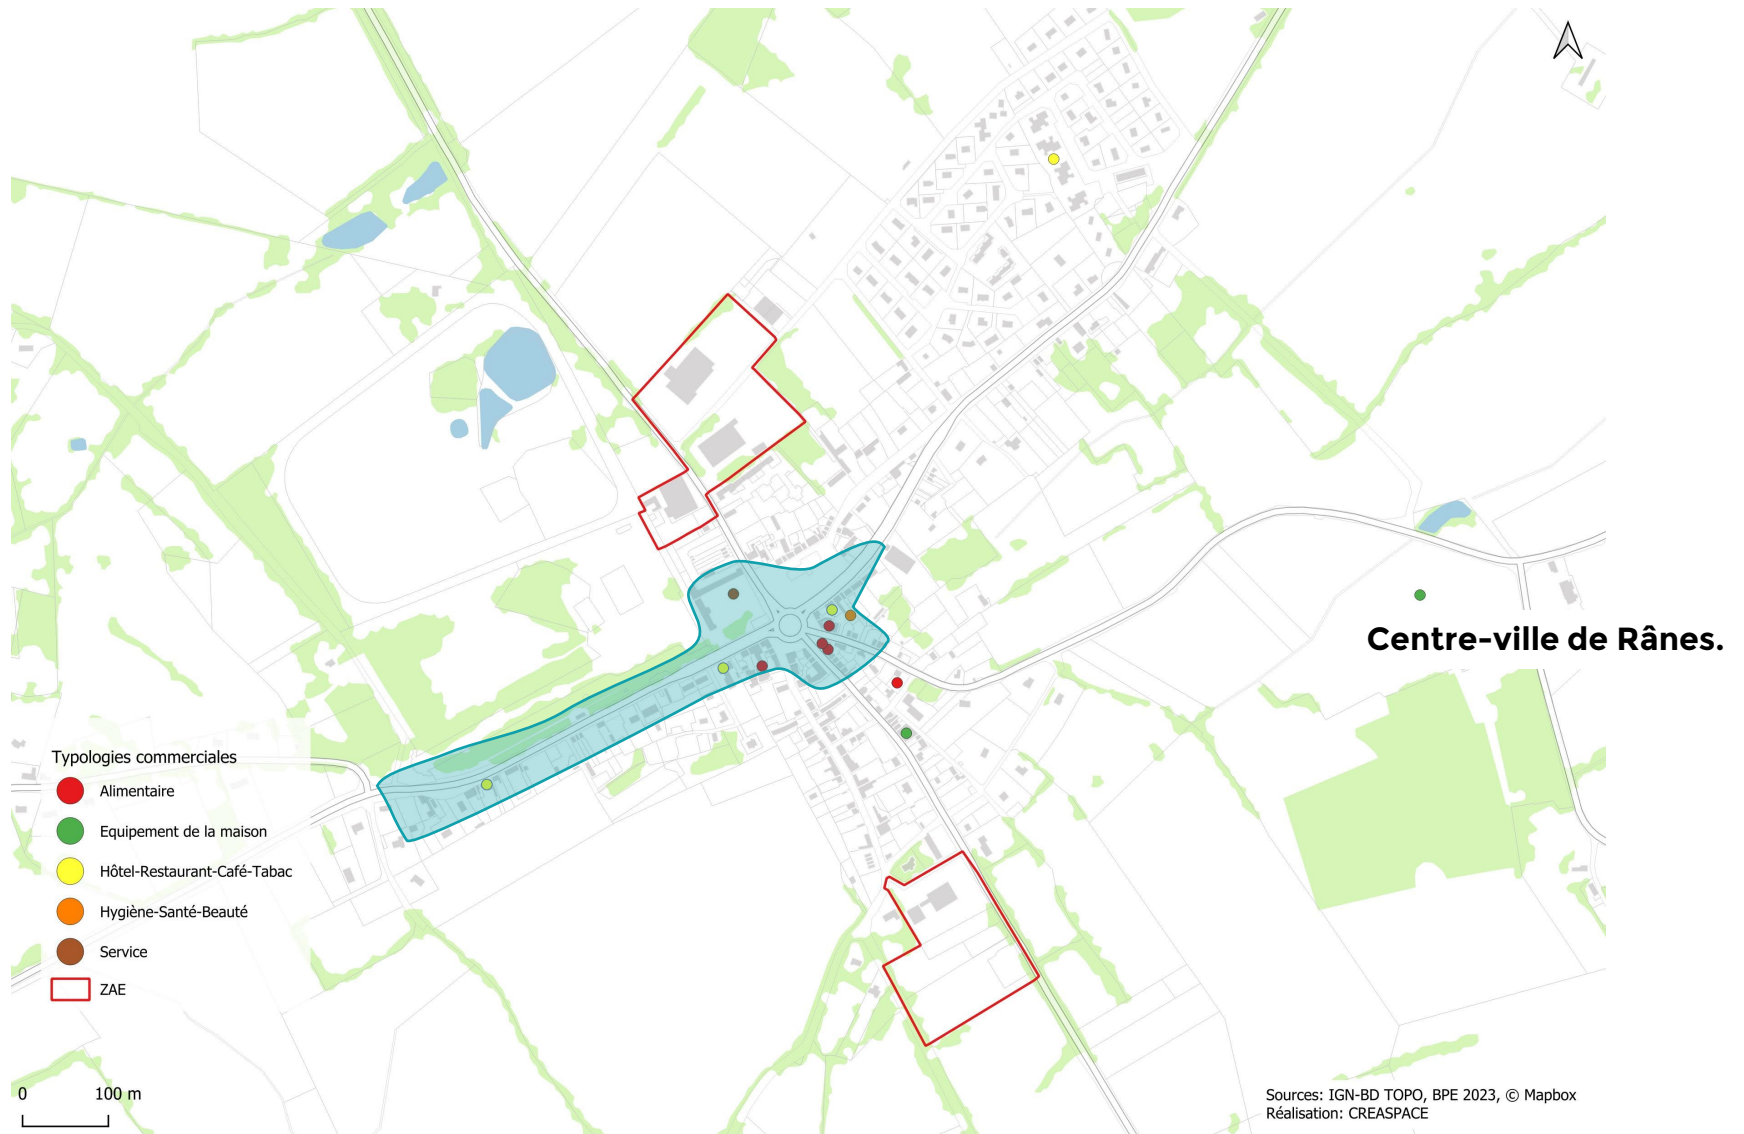 Centre-ville de Rânes.
Typologies commerciales
Alimentaire
Equipement de la maison
Hôtel-Restaurant-Café-Tabac
Hygiène-Santé-Beauté
Service
ZAE
0 100 m
Sources: IGN-BD TOPO, BPE 2023, © Mapbox
Réalisation: CREASPACE